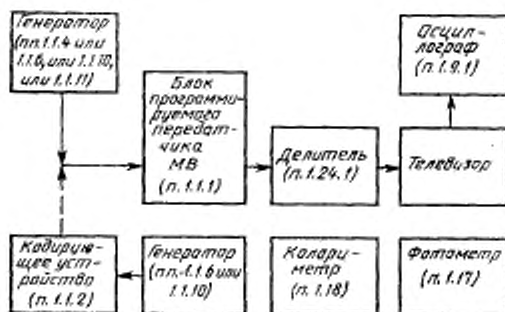 Генератор
(пп. 1.1.4 или
1.1.6, или 1.1.10,
или 1.1.11)
Осцил-
лограф
(п. 1.9.1)
Блок
программи-
руемого
передат-
чика
МВ
(п. 1.1.1)
Делитель
(п. 1.24.1)
Телевизор
Кодирую-
щее уст-
ройство
(п. 1.1.2)
Генератор
(пп. 1.1.6 или
1.1.10)
Колори-
метр
(п. 1.18)
Фотометр
(п. 1.17)